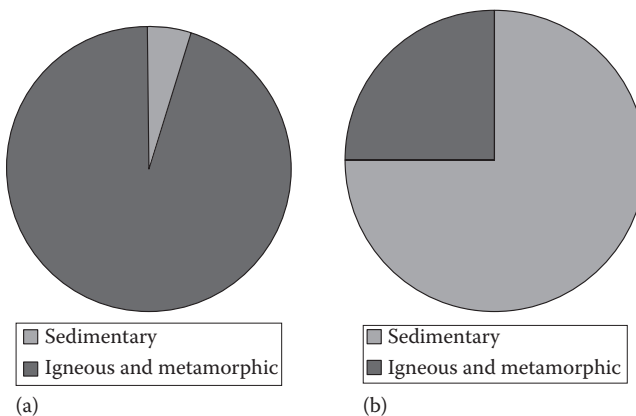 Sedimentary
Igneous and metamorphic
(a)
Sedimentary
Igneous and metamorphic
(b)